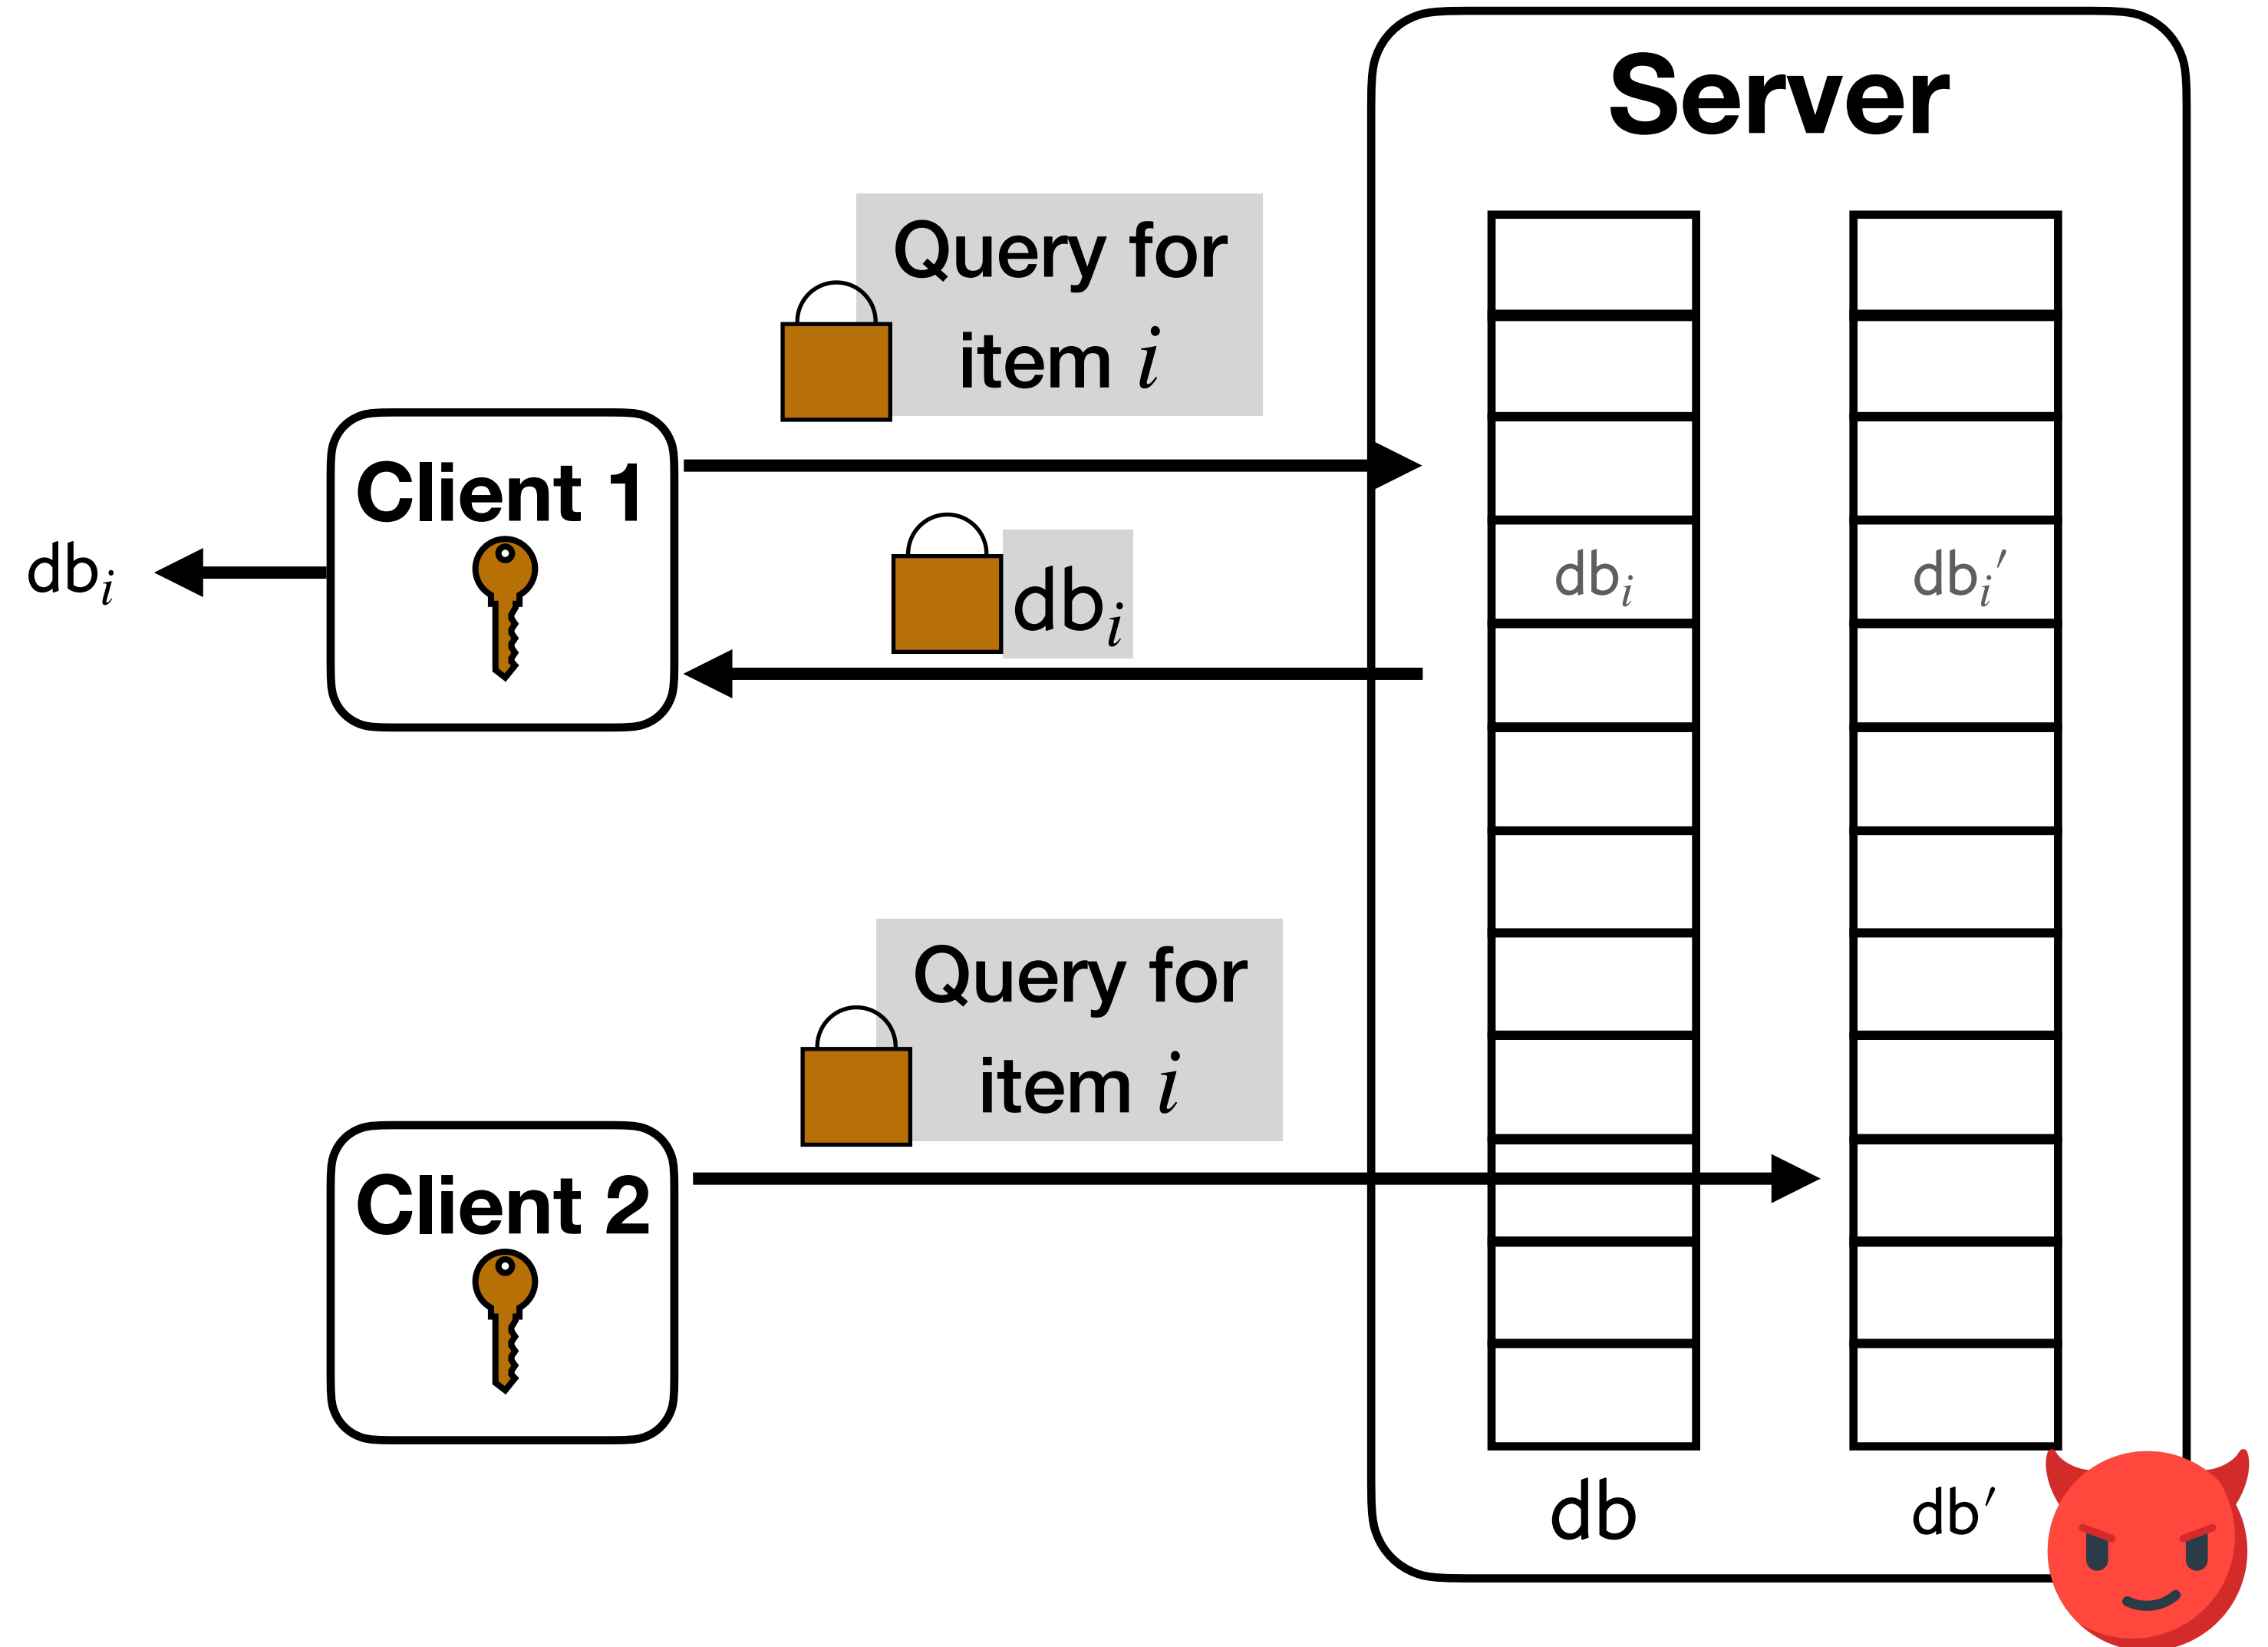 Server
Query for
item i
Client 1
db_i
db_i
db_i
db_i′
Query for
item i
Client 2
db
db′